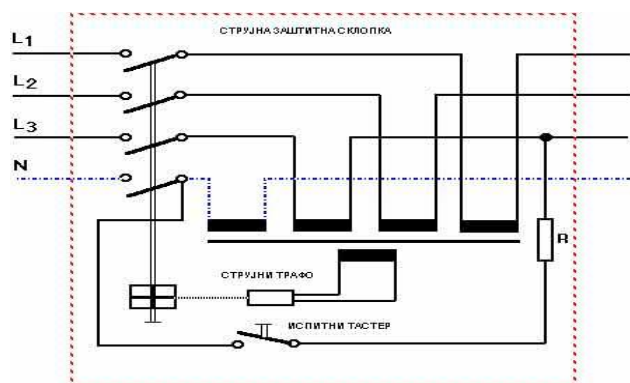 СТРУЈНА ЗАШТИТНА СКЛОПКА
L1
L2
L3
N
R
СТРУЈНИ ТРАФО
ИСПИТНИ ТАСТЕР